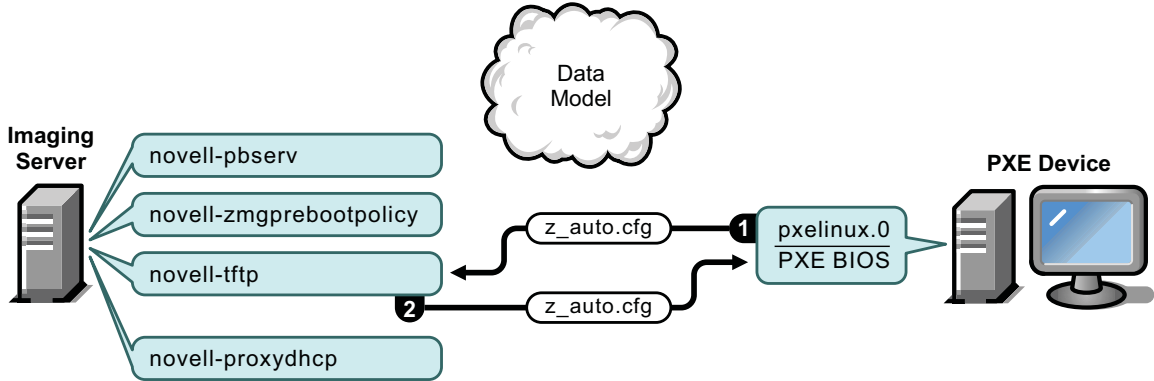 Data
Model
Imaging
Server
novell-pbserv
PXE Device
novell-zmgprebootpolicy
z_auto.cfg
1
pxelinux.0
PXE BIOS
novell-tftp
2
z_auto.cfg
novell-proxydhcp